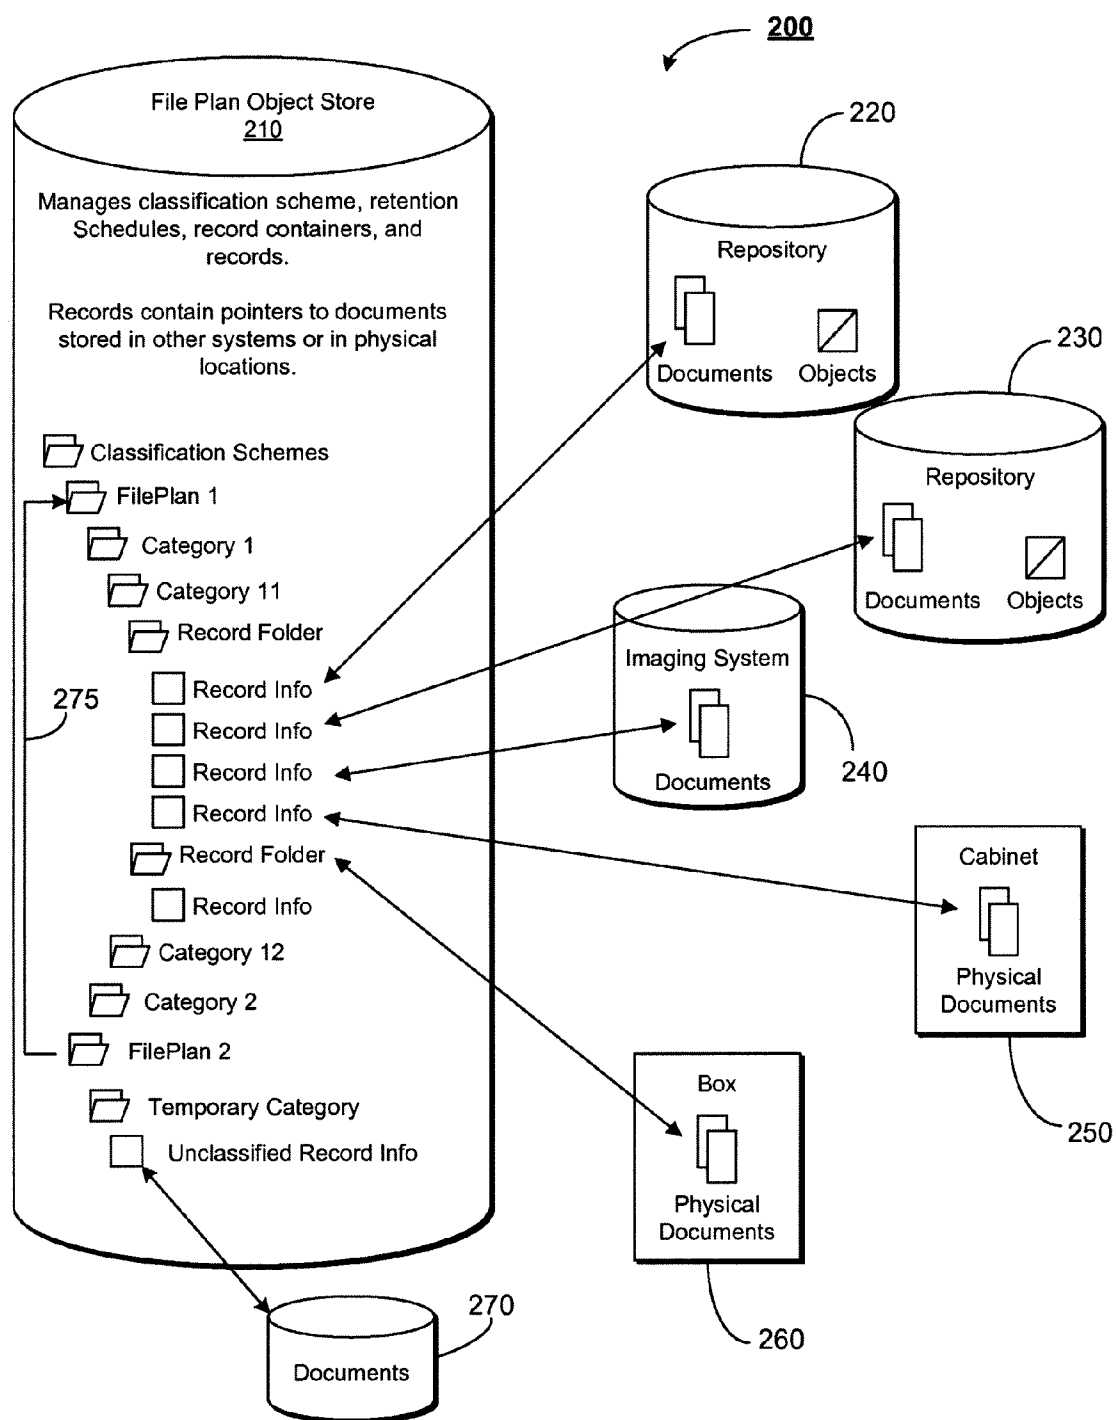 200
File Plan Object Store
210
Manages classification scheme, retention
Schedules, record containers, and
records.
Records contain pointers to documents
stored in other systems or in physical
locations.
Classification Schemes
FilePlan 1
Category 1
Category 11
Record Folder
Record Info
Record Info
Record Info
Record Info
Record Folder
Record Info
Category 12
Category 2
FilePlan 2
Temporary Category
Unclassified Record Info
275
220
Repository
Documents
Objects
230
Repository
Documents
Objects
Imaging System
Documents
240
Cabinet
Physical
Documents
250
Box
Physical
Documents
260
270
Documents